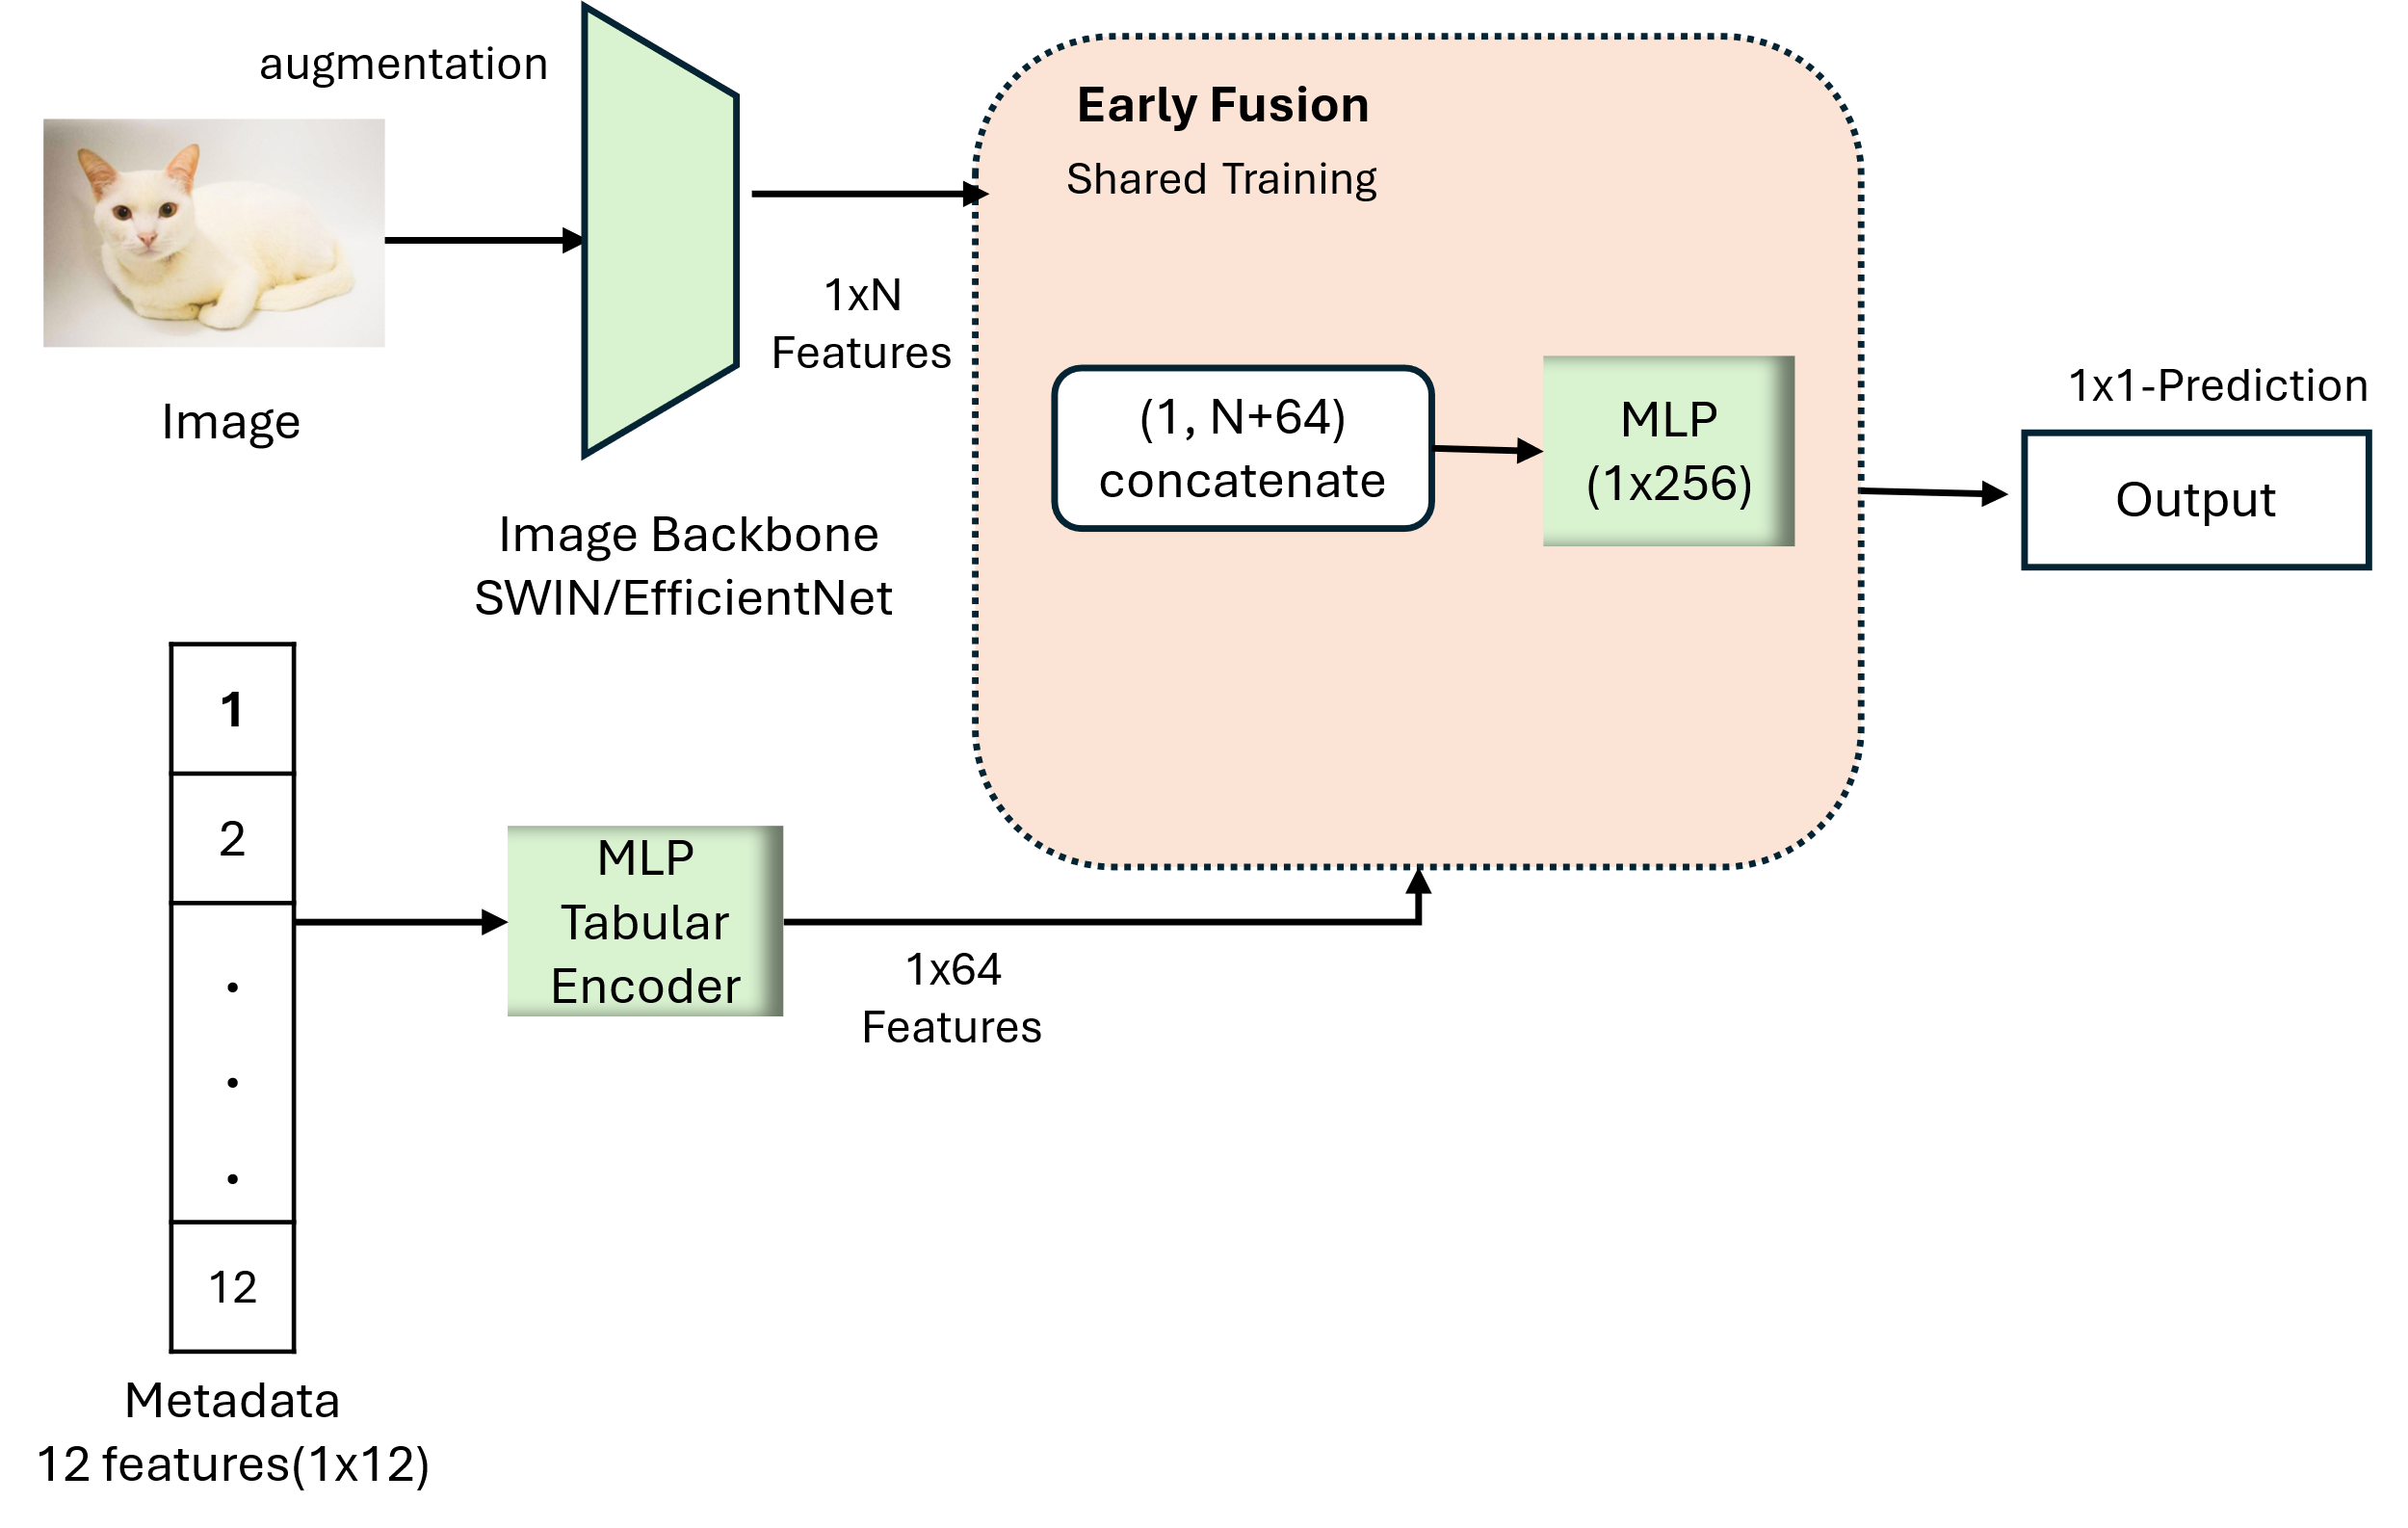 augmentation
Image
Image Backbone
SWIN/EfficientNet
1xN
Features
Early Fusion
Shared Training
(1, N+64)
concatenate
MLP
(1x256)
1x1-Prediction
Output
1
2
.
.
.
12
Metadata
12 features(1x12)
MLP
Tabular
Encoder
1x64
Features